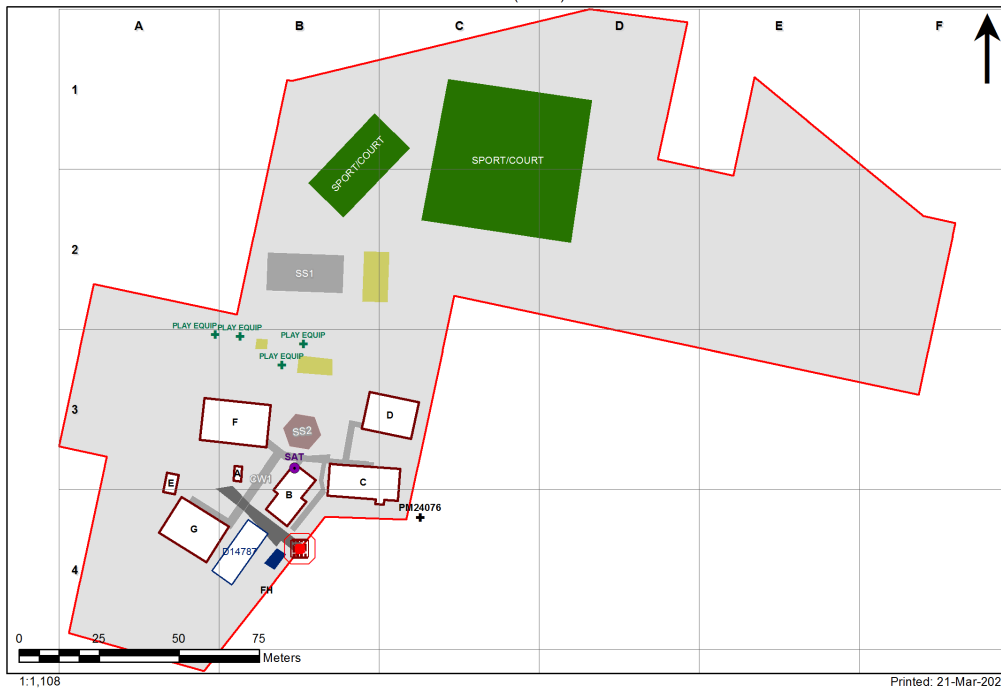 A B C D E F
1
SPORT/COURT
SPORT/COURT
2
SS1
PLAY EQUIP
PLAY EQUIP
PLAY EQUIP
PLAY EQUIP
3
D
F
SS2
SAT
A
CW1
E
C
B
PM24076
G
D14787
4
FH
0 25 50 75
Meters
1:1,108
Printed: 21-Mar-202